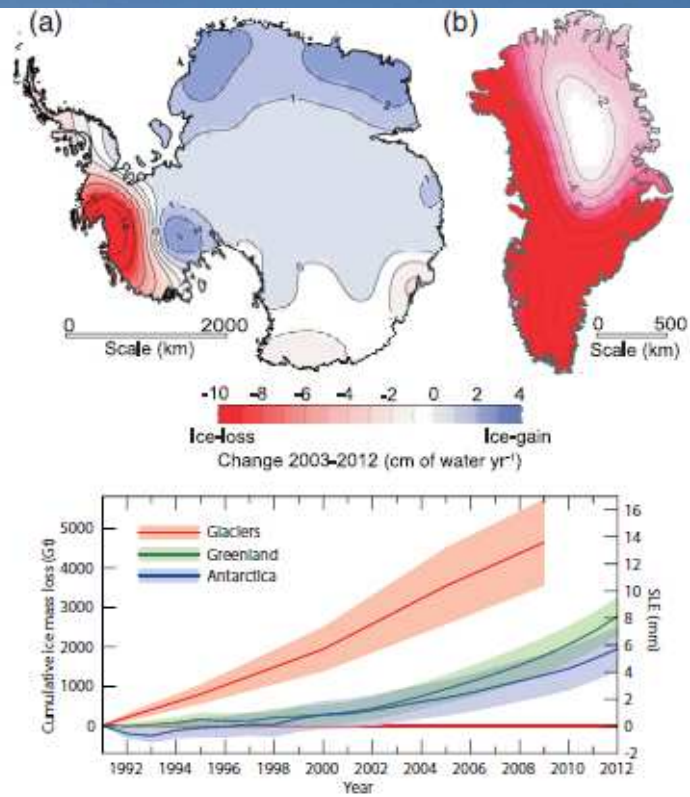 (a)
(b)
0 2000
Scale (km)
0 500
Scale (km)
-10 -8 -6 -4 -2 0 2 4
Ice-loss Ice-gain
Change 2003-2012 (cm of water yr⁻¹)
Cumulative ice mass loss (Gt)
5000
4000
3000
2000
1000
0
Glaciers
Greenland
Antarctica
16
14
12
10
8
6
4
2
0
-2
SLE (mm)
1992 1994 1996 1998 2000 2002 2004 2006 2008 2010 2012
Year